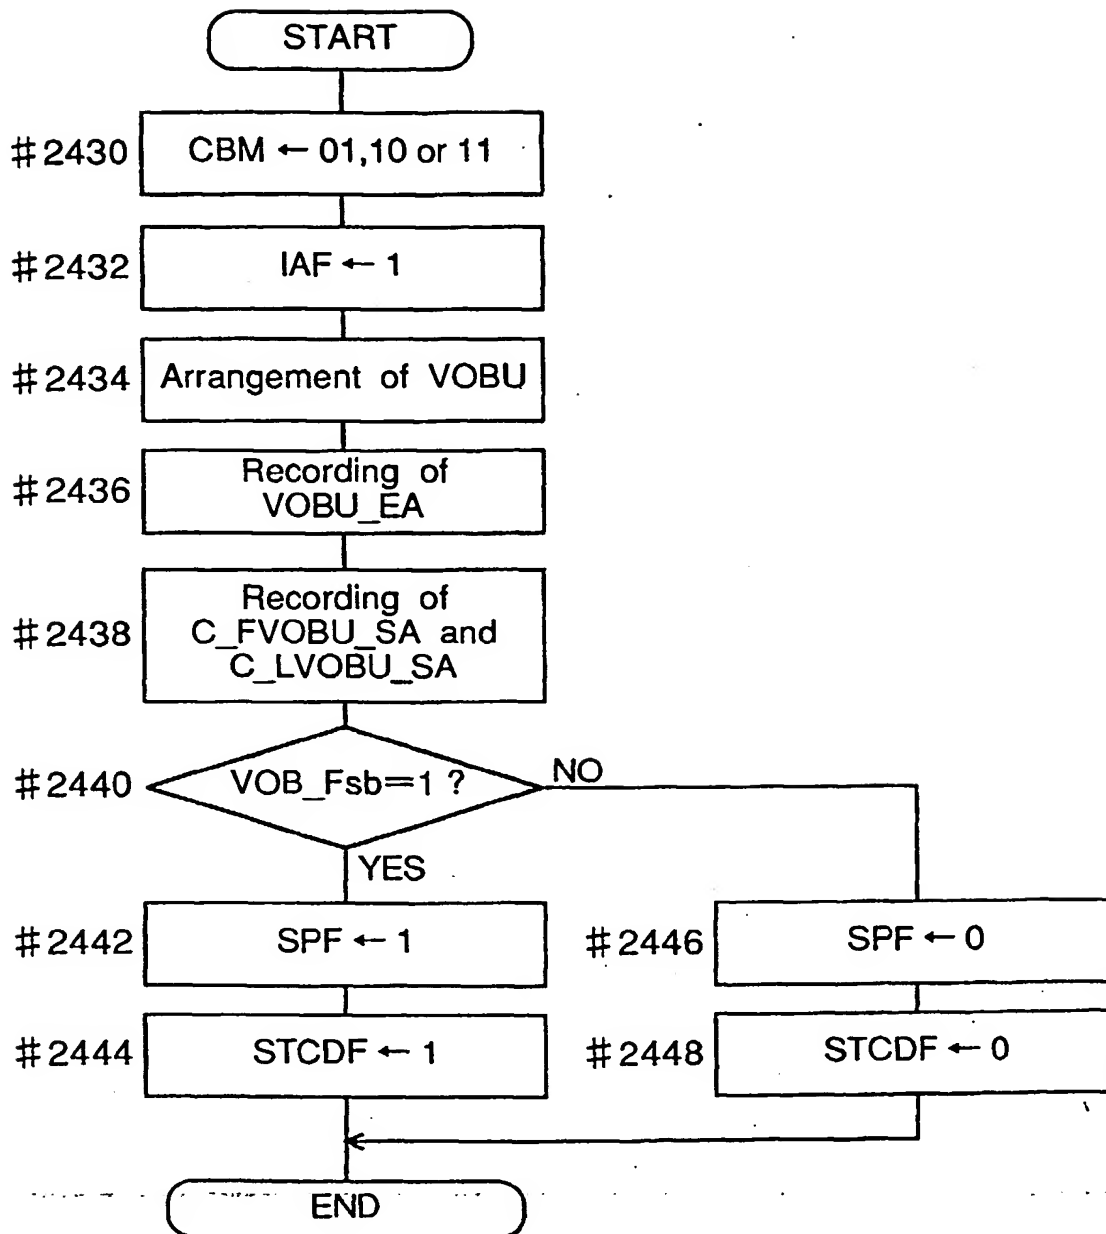 START
#2430
CBM ← 01,10 or 11
#2432
IAF ← 1
#2434
Arrangement of VOBU
#2436
Recording of
VOBU_EA
#2438
Recording of
C_FVOBU_SA and
C_LVOBU_SA
#2440
VOB_Fsb=1 ?
NO
YES
#2442
SPF ← 1
#2446
SPF ← 0
#2444
STCDF ← 1
#2448
STCDF ← 0
END